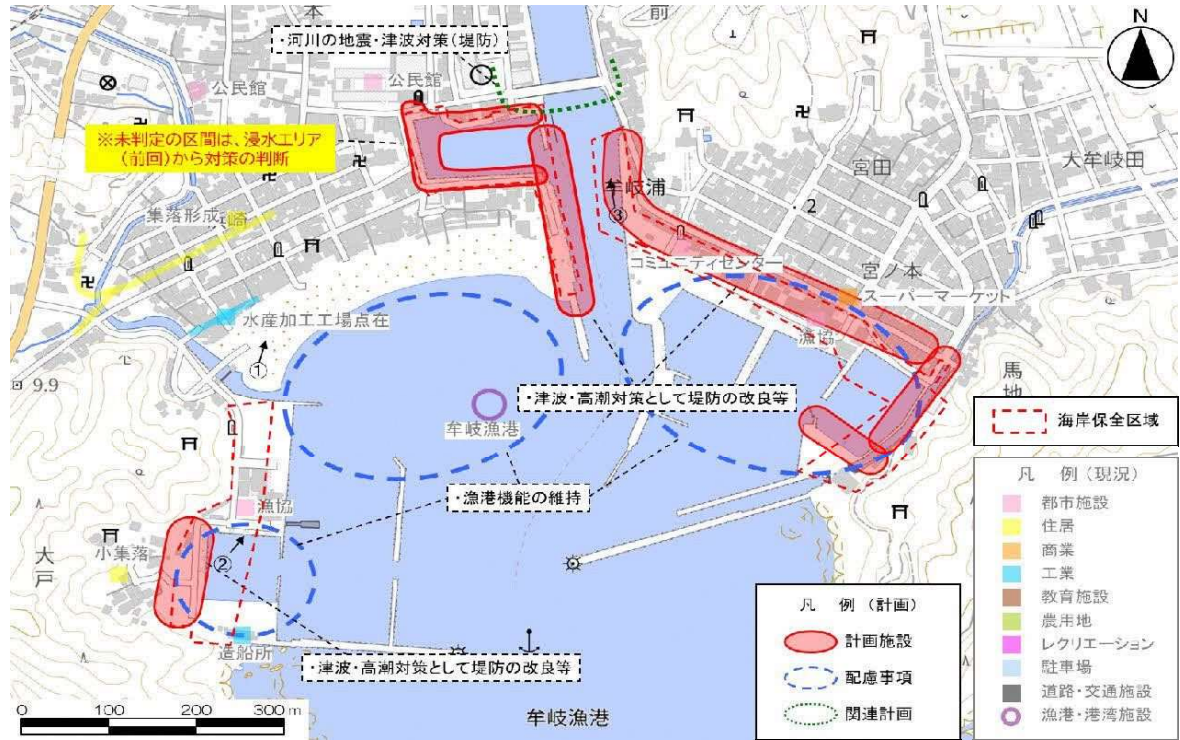 本
前
N
・河川の地震・津波対策(堤防)
公民館
公民館
※未判定の区間は、浸水エリア
(前回)から対策の判断
宮田
大牟岐田
牟岐浦
2
③
集落形成
崎
コミュニティセンター
宮ノ本
スーパーマーケット
水産加工工場点在
漁協
①
9.9
馬地
・津波・高潮対策として堤防の改良等
牟岐漁港
・漁港機能の維持
漁協
大戸
小集落
②
造船所
・津波・高潮対策として堤防の改良等
牟岐漁港
0 100 200 300m
海岸保全区域
凡 例(現況)
都市施設
住居
商業
工業
教育施設
農用地
レクリエーション
駐車場
道路・交通施設
漁港・港湾施設
凡 例(計画)
計画施設
配慮事項
関連計画